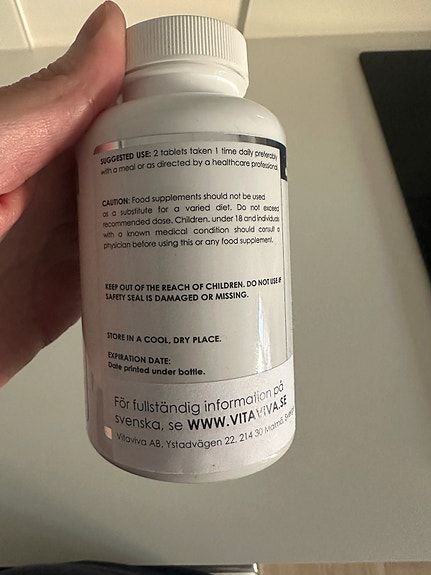 SUGGESTED USE: 2 tablets taken 1 time daily preferably
with a meal or as directed by a healthcare professional.
CAUTION: Food supplements should not be used
as a substitute for a varied diet. Do not exceed
recommended dose. Children, under 18 and individuals
with a known medical condition should consult a
physician before using this or any food supplement.
KEEP OUT OF THE REACH OF CHILDREN. DO NOT USE IF
SAFETY SEAL IS DAMAGED OR MISSING.
STORE IN A COOL, DRY PLACE.
EXPIRATION DATE:
Date printed under bottle.
För fullständig information på
svenska, se WWW.VITAVIVA.SE
Vitaviva AB, Ystadvägen 22, 214 30 Malmö,